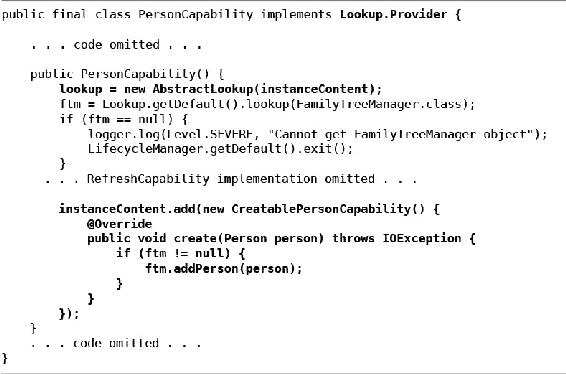 public final class PersonCapability implements Lookup.Provider {
. . . code omitted . . .
public PersonCapability() {
lookup = new AbstractLookup(instanceContent);
ftm = Lookup.getDefault().lookup(FamilyTreeManager.class);
if (ftm == null) {
logger.log(Level.SEVERE, "Cannot get FamilyTreeManager object");
LifecycleManager.getDefault().exit();
}
. . . RefreshCapability implementation omitted . . .
instanceContent.add(new CreatablePersonCapability() {
@Override
public void create(Person person) throws IOException {
if (ftm != null) {
ftm.addPerson(person);
}
}
});
}
. . . code omitted . . .
}